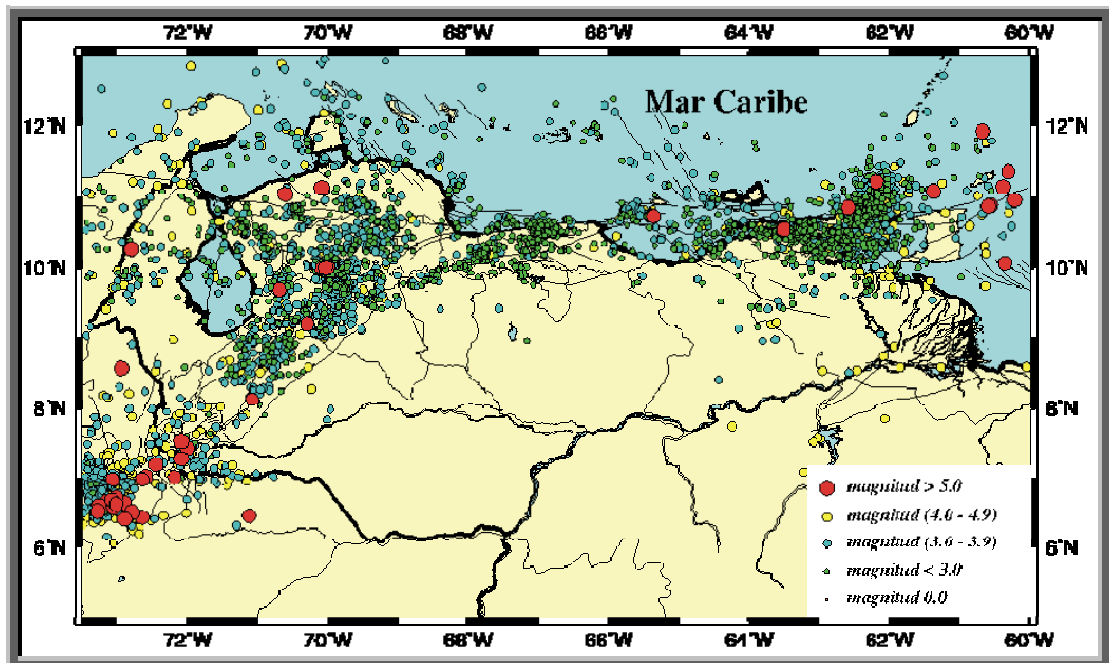 72°W 70°W 68°W 66°W 64°W 62°W 60°W
Mar Caribe
12°N 12°N
10°N 10°N
8°N 8°N
6°N 6°N
magnitud > 5.0
magnitud (4.0 - 4.9)
magnitud (3.0 - 3.9)
magnitud < 3.0
magnitud 0.0
72°W 70°W 68°W 66°W 64°W 62°W 60°W